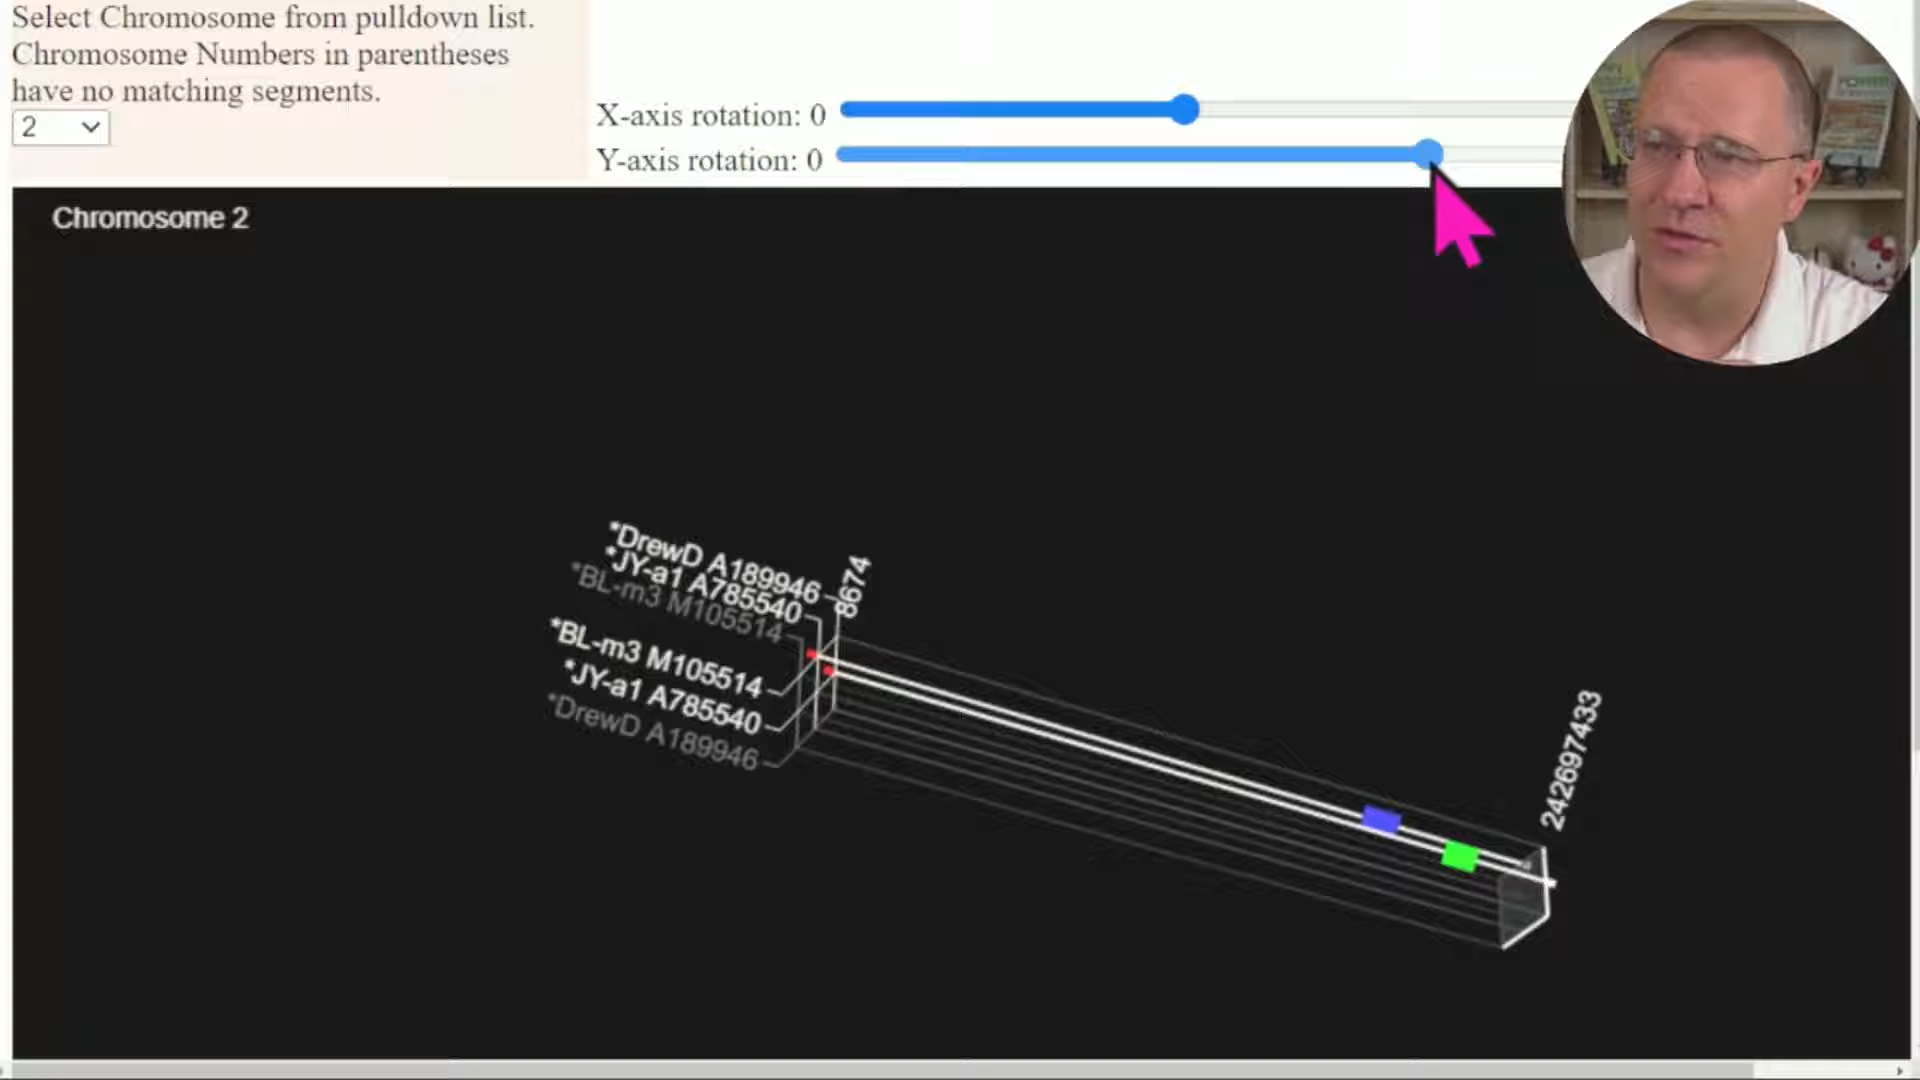 Select Chromosome from pulldown list.
Chromosome Numbers in parentheses
have no matching segments.
2
X-axis rotation: 0
Y-axis rotation: 0
Chromosome 2
*DrewD A189946
*JY-a1 A785540
*BL-m3 M105514
8674
*BL-m3 M105514
*JY-a1 A785540
*DrewD A189946
242697433